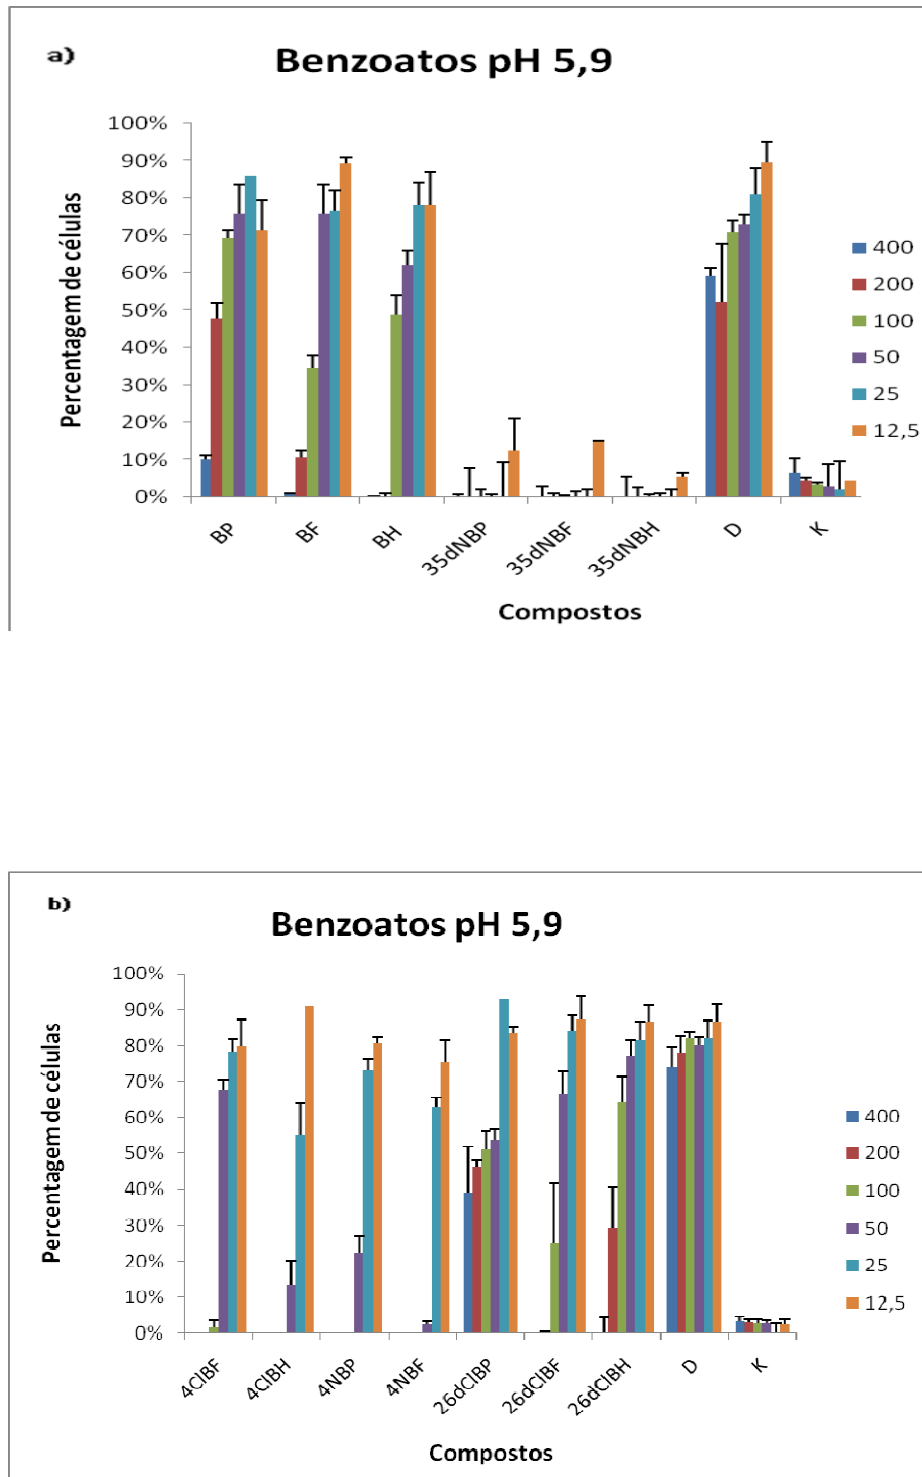 a)
Benzoatos pH 5,9
Percentagem de células
100%
90%
80%
70%
60%
50%
40%
30%
20%
10%
0%
BP
BF
BH
35dNBP
35dNBF
35dNBH
D
K
Compostos
400
200
100
50
25
12,5
b)
Benzoatos pH 5,9
Percentagem de células
100%
90%
80%
70%
60%
50%
40%
30%
20%
10%
0%
4ClBF
4ClBH
4NBP
4NBF
26dClBP
26dClBF
26dClBH
D
K
Compostos
400
200
100
50
25
12,5